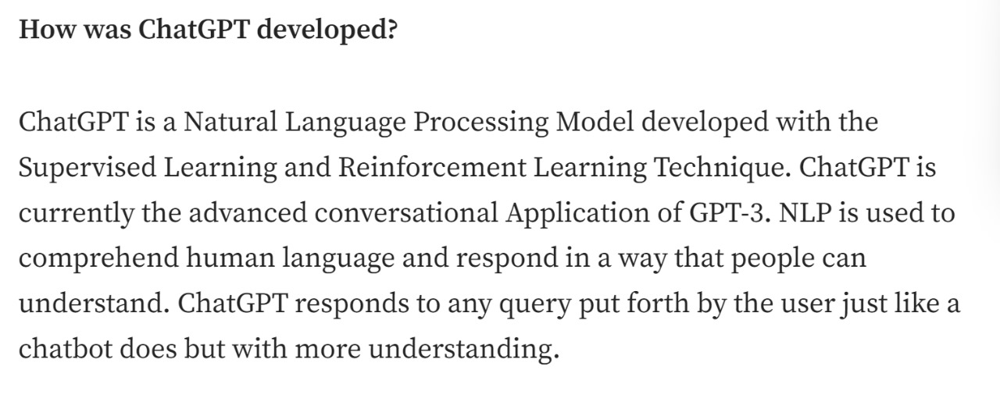 How was ChatGPT developed?
ChatGPT is a Natural Language Processing Model developed with the
Supervised Learning and Reinforcement Learning Technique. ChatGPT is
currently the advanced conversational Application of GPT-3. NLP is used to
comprehend human language and respond in a way that people can
understand. ChatGPT responds to any query put forth by the user just like a
chatbot does but with more understanding.